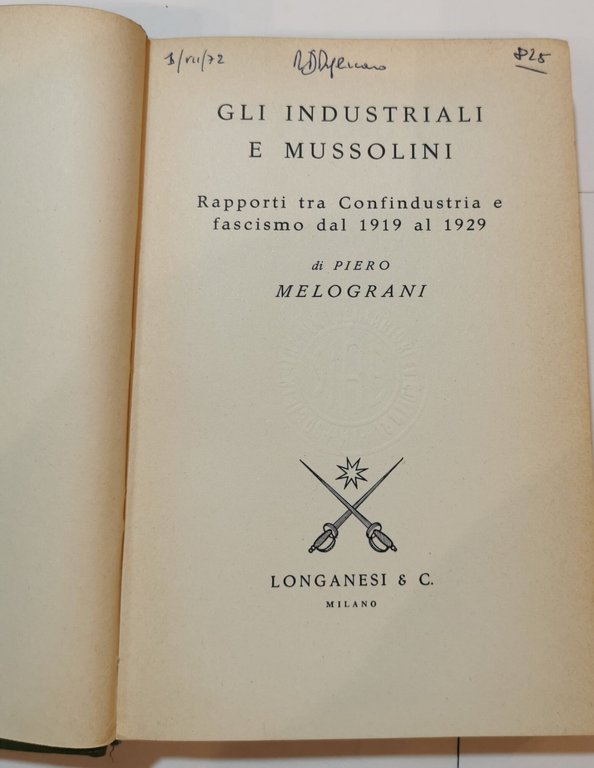 GLI INDUSTRIALI
E MUSSOLINI
Rapporti tra Confindustria e
fascismo dal 1919 al 1929
di PIERO
MELOGRANI
LONGANESI & C.
MILANO